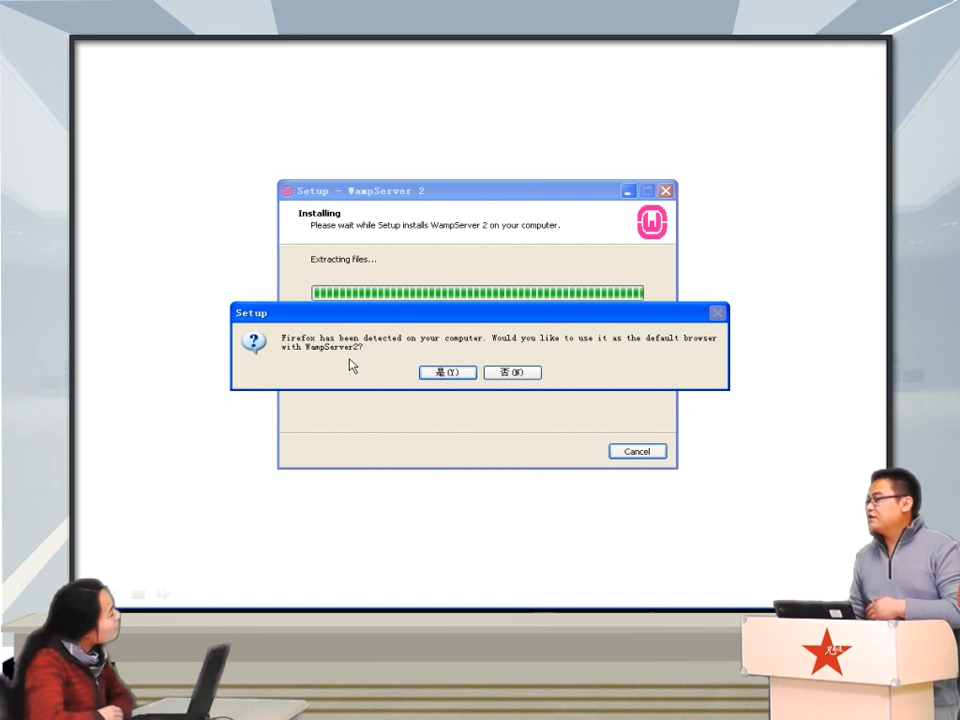 Setup - WampServer 2
Installing
Please wait while Setup installs WampServer 2 on your computer.
W
Extracting files...
Setup
Firefox has been detected on your computer. Would you like to use it as the default browser
with WampServer2?
是(Y)
否(N)
Cancel